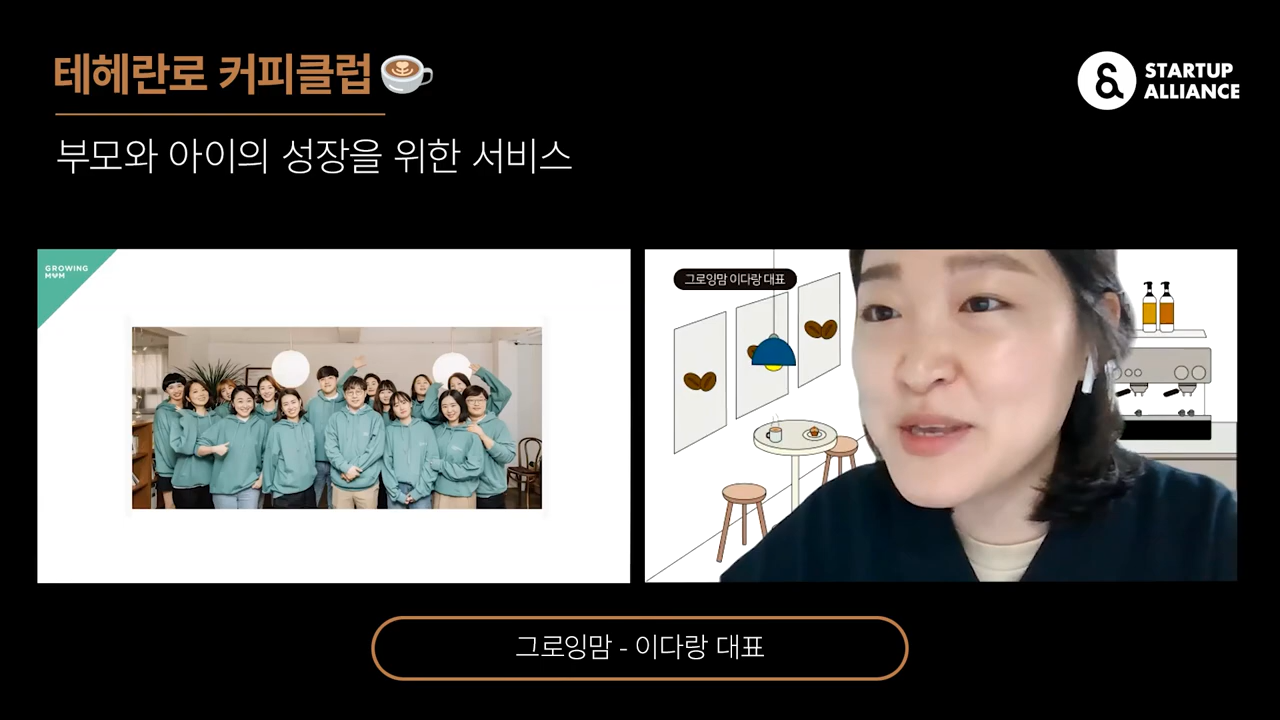 테헤란로 커피클럽
STARTUP
ALLIANCE
부모와 아이의 성장을 위한 서비스
GROWING
MOM
그로잉맘 이다랑 대표
그로잉맘 - 이다랑 대표